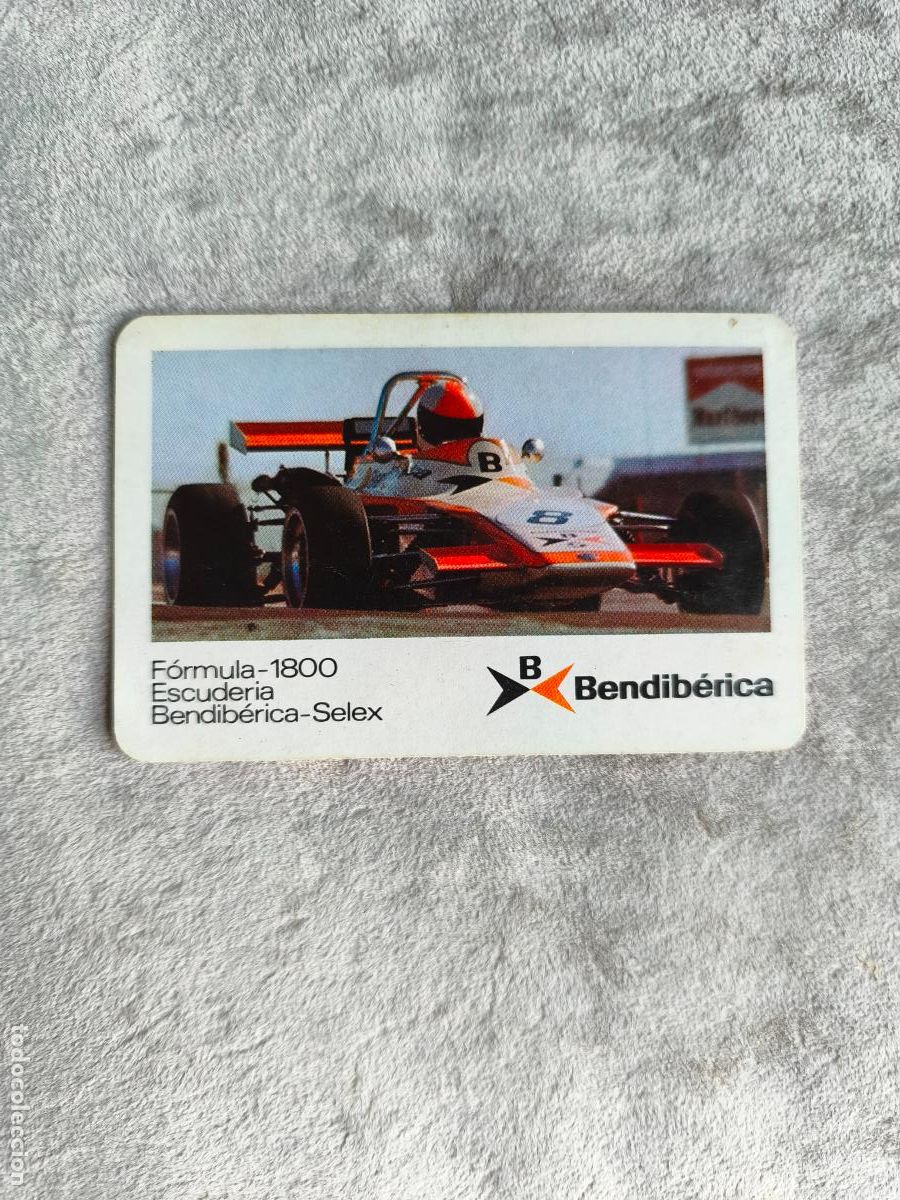 B
8
Fórmula-1800
Escuderia
Bendibérica-Selex
B
Bendibérica
todocoleccion